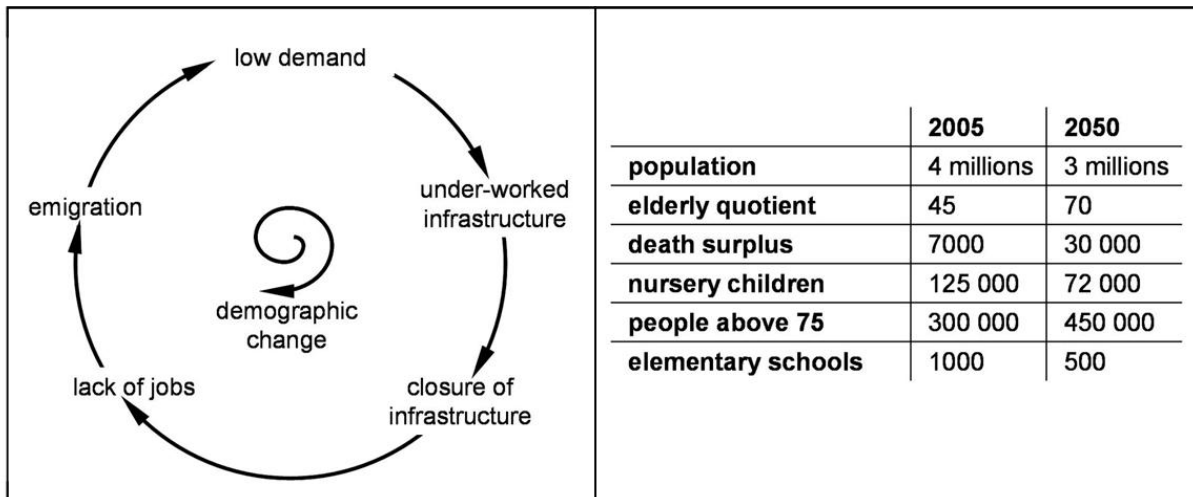 low demand
under-worked
infrastructure
closure of
infrastructure
lack of jobs
emigration
demographic
change
2005 2050
population 4 millions 3 millions
elderly quotient 45 70
death surplus 7000 30 000
nursery children 125 000 72 000
people above 75 300 000 450 000
elementary schools 1000 500